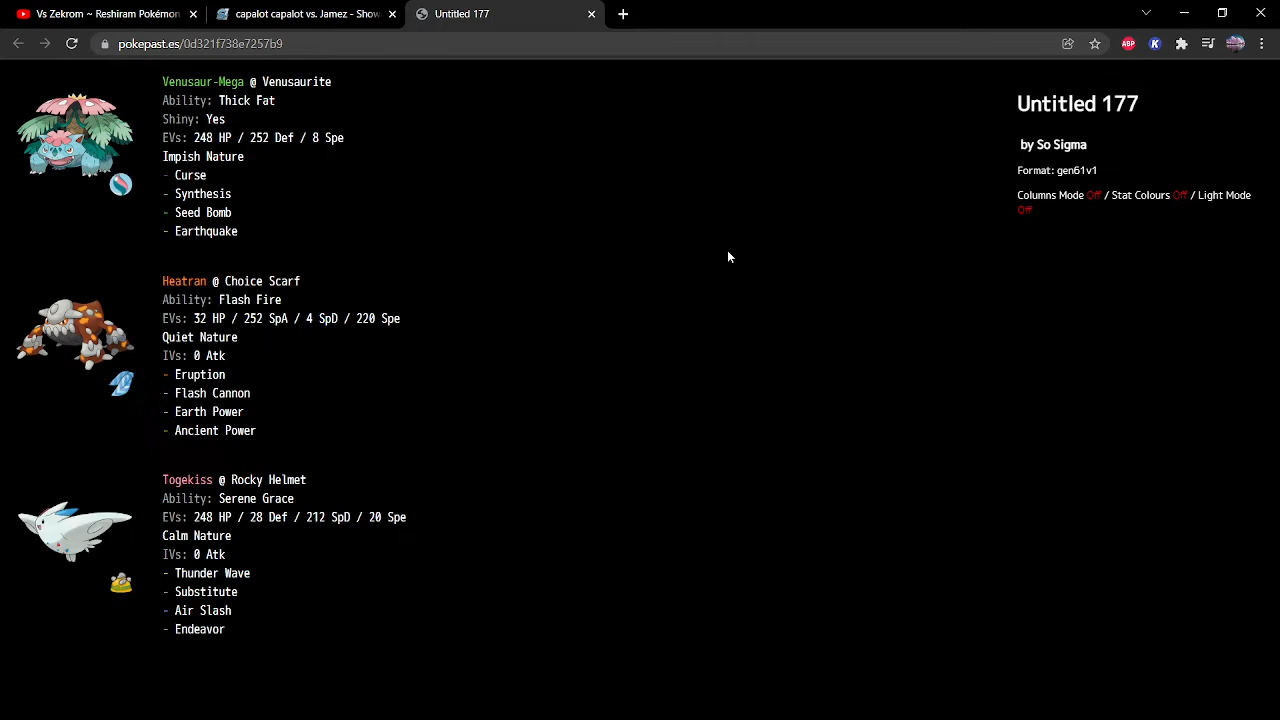 Vs Zekrom ~ Reshiram Pokémon
capalot capalot vs. Jamez - Show
Untitled 177
pokepast.es/0d321f738e7257b9
ABP
K
Venusaur-Mega @ Venusaurite
Ability: Thick Fat
Shiny: Yes
EVs: 248 HP / 252 Def / 8 Spe
Impish Nature
- Curse
- Synthesis
- Seed Bomb
- Earthquake
Heatran @ Choice Scarf
Ability: Flash Fire
EVs: 32 HP / 252 SpA / 4 SpD / 220 Spe
Quiet Nature
IVs: 0 Atk
- Eruption
- Flash Cannon
- Earth Power
- Ancient Power
Togekiss @ Rocky Helmet
Ability: Serene Grace
EVs: 248 HP / 28 Def / 212 SpD / 20 Spe
Calm Nature
IVs: 0 Atk
- Thunder Wave
- Substitute
- Air Slash
- Endeavor
Untitled 177
by So Sigma
Format: gen61v1
Columns Mode Off / Stat Colours Off / Light Mode
Off